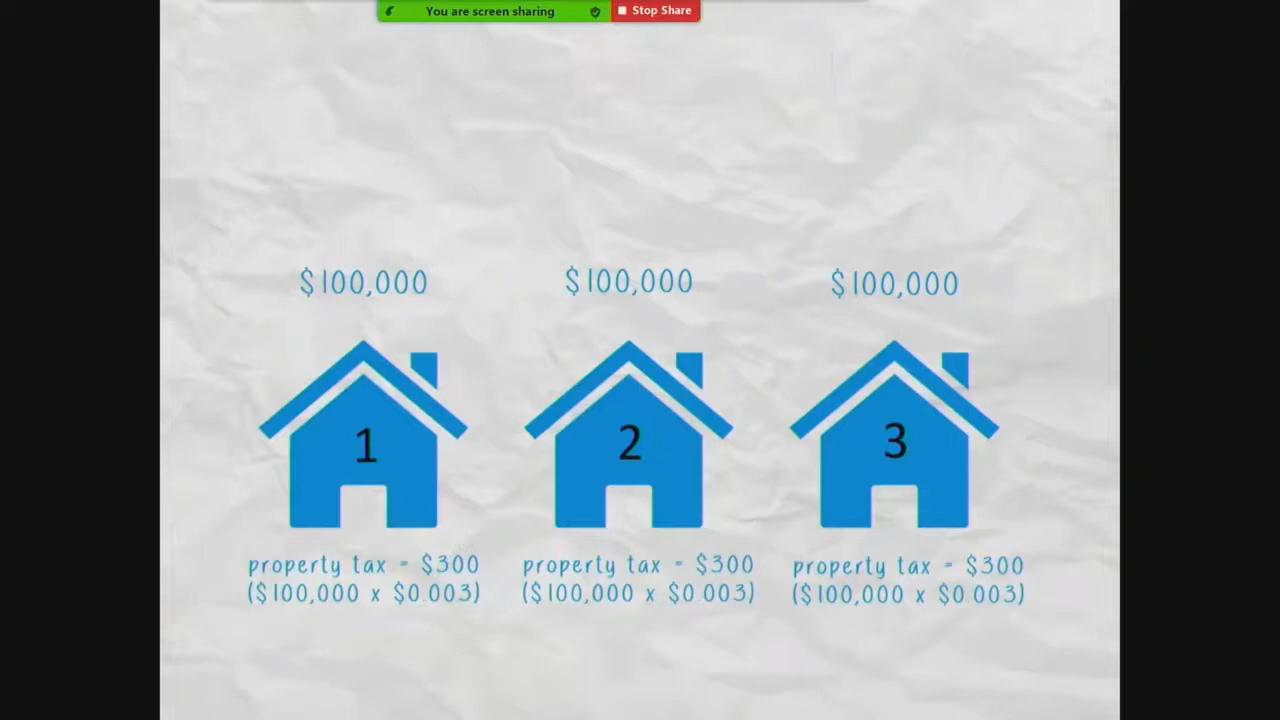 You are screen sharing
Stop Share
$100,000
$100,000
$100,000
1
2
3
property tax = $300
($100,000 x $0.003)
property tax = $300
($100,000 x $0.003)
property tax = $300
($100,000 x $0.003)